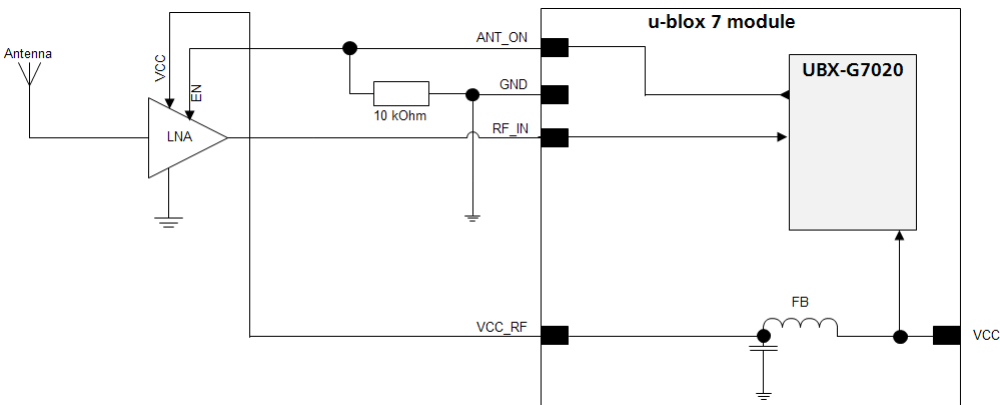 u-blox 7 module
Antenna
ANT_ON
VCC
EN
UBX-G7020
GND
10 kOhm
LNA
RF_IN
FB
VCC_RF
VCC